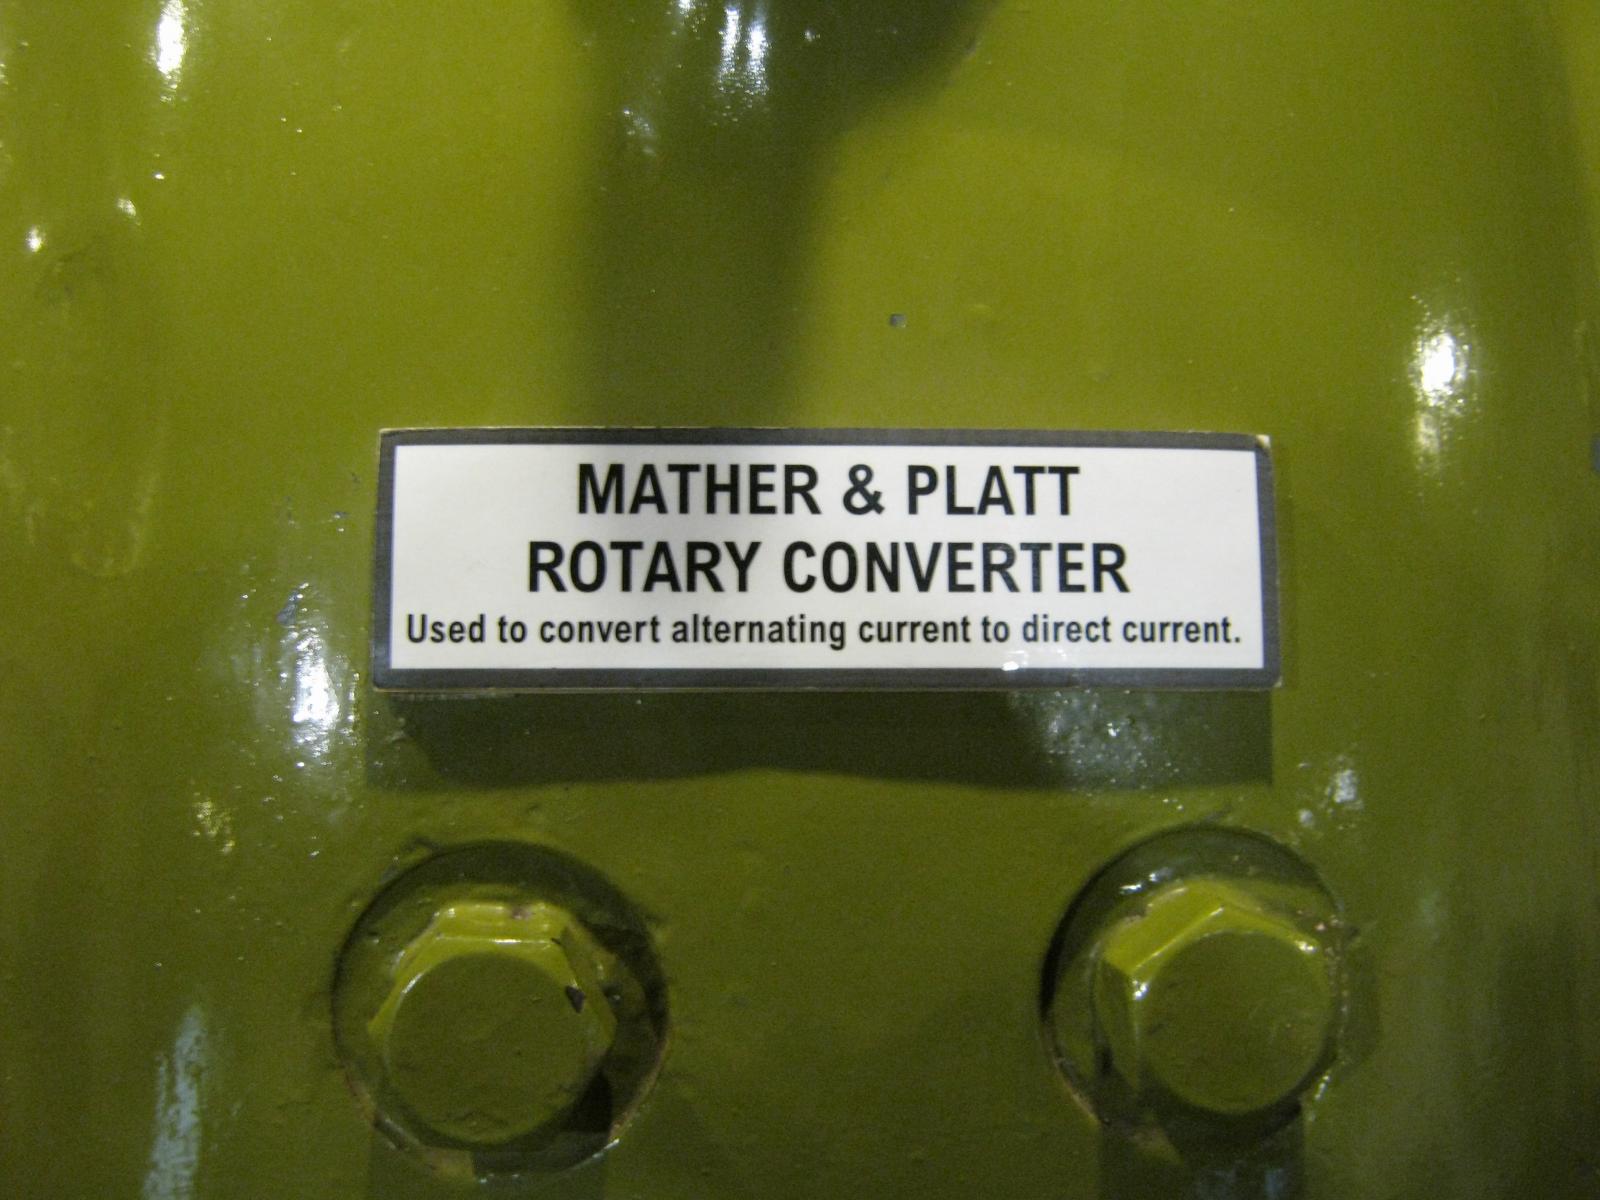 MATHER & PLATT
ROTARY CONVERTER
Used to convert alternating current to direct current.